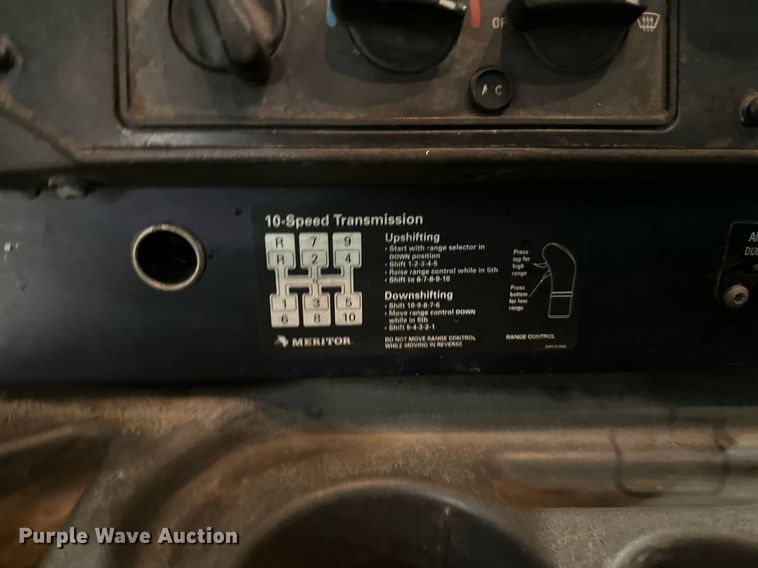 OF
A C
10-Speed Transmission
R 7 9
R 2 4
N
1 3 5
6 8 10
MERITOR
Upshifting
• Start with range selector in
DOWN position
• Shift 1-2-3-4-5
• Raise range control while in 5th
• Shift to 6-7-8-9-10
Downshifting
• Shift 10-9-8-7-6
• Move range control DOWN
while in 5th
• Shift 5-4-3-2-1
DO NOT MOVE RANGE CONTROL
WHILE MOVING IN REVERSE
Press
top for
high
range
Press
bottom
for low
range
RANGE CONTROL
Purple Wave Auction